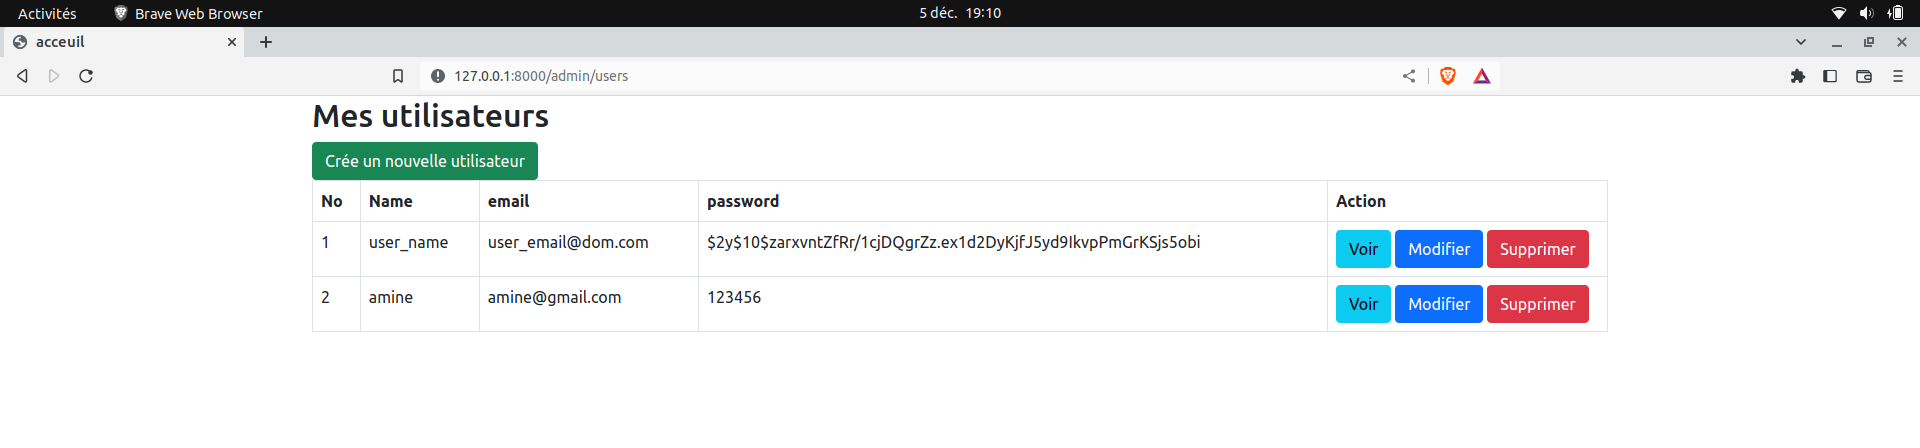 Activités Brave Web Browser 5 déc. 19:10
acceuil
127.0.0.1:8000/admin/users
Mes utilisateurs
Crée un nouvelle utilisateur
No Name email password Action
1 user_name user_email@dom.com $2y$10$zarxvntZfRr/1cjDQgrZz.ex1d2DyKjfJ5yd9IkvpPmGrKSjs5obi Voir Modifier Supprimer
2 amine amine@gmail.com 123456 Voir Modifier Supprimer